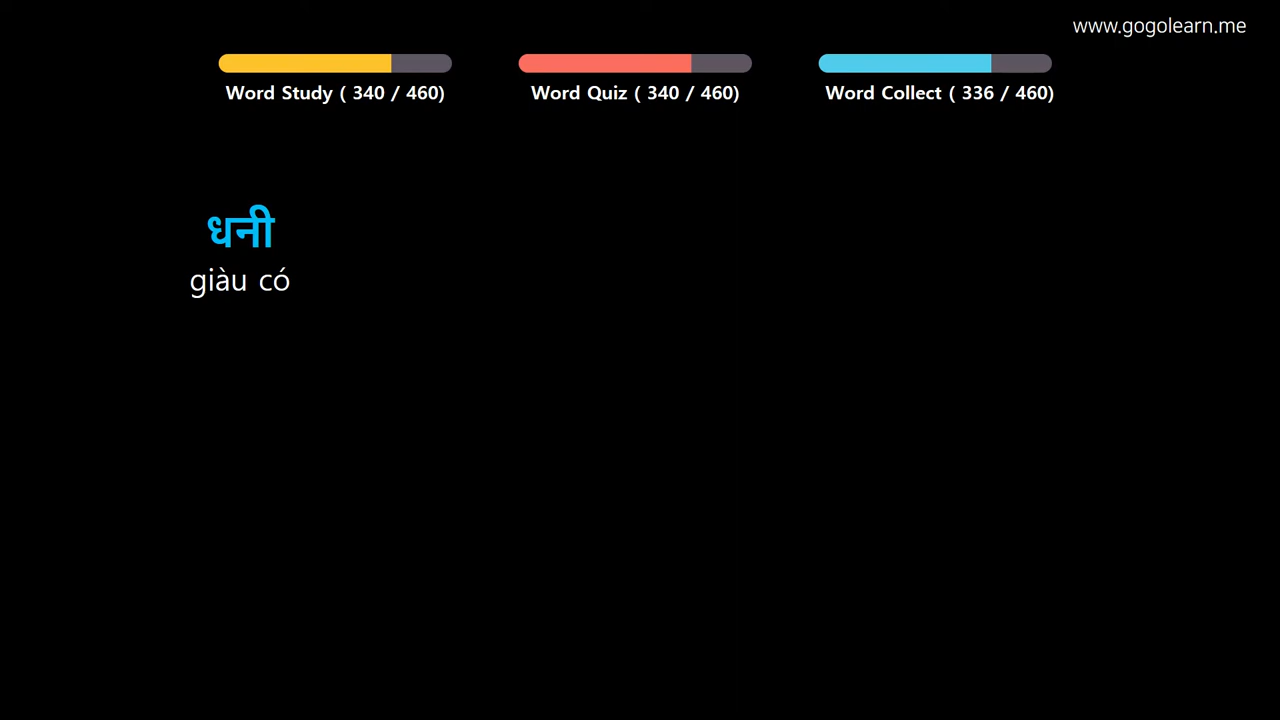 www.gogolearn.me
Word Study ( 340 / 460)
Word Quiz ( 340 / 460)
Word Collect ( 336 / 460)
धनी
giàu có